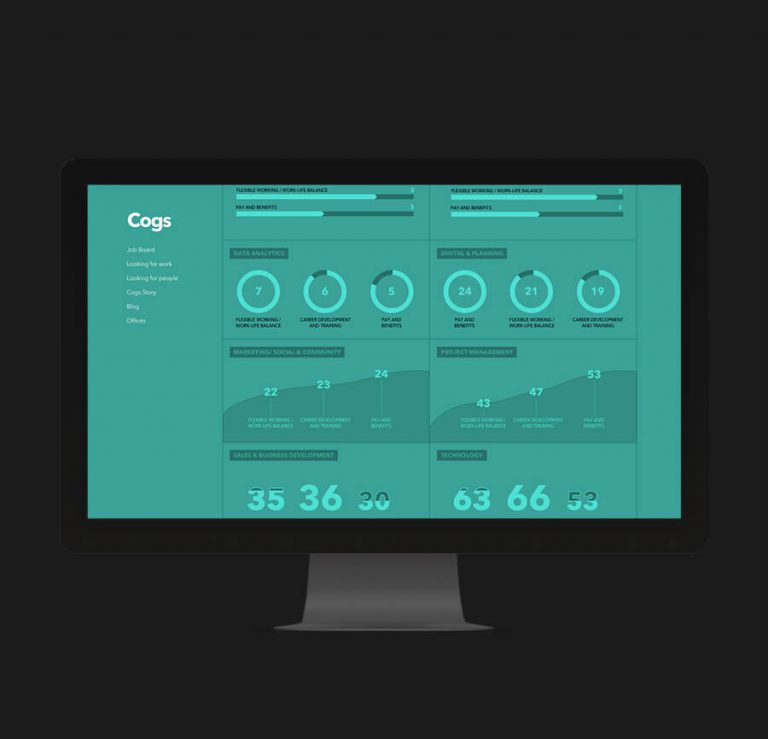 Cogs
Job Board
Looking for work
Looking for people
Cogs Story
Blog
Offices
FLEXIBLE WORKING / WORK-LIFE BALANCE 5
PAY AND BENEFITS 3
FLEXIBLE WORKING / WORK-LIFE BALANCE 5
PAY AND BENEFITS 3
DATA ANALYTICS
7 6 5
FLEXIBLE WORKING / CAREER DEVELOPMENT PAY AND
WORK-LIFE BALANCE AND TRAINING BENEFITS
DIGITAL & PLANNING
24 21 19
PAY AND FLEXIBLE WORKING / CAREER DEVELOPMENT
BENEFITS WORK-LIFE BALANCE AND TRAINING
MARKETING/ SOCIAL & COMMUNITY
22 23 24
FLEXIBLE WORKING / CAREER DEVELOPMENT PAY AND
WORK-LIFE BALANCE AND TRAINING BENEFITS
PROJECT MANAGEMENT
43 47 53
FLEXIBLE WORKING / CAREER DEVELOPMENT PAY AND
WORK-LIFE BALANCE AND TRAINING BENEFITS
SALES & BUSINESS DEVELOPMENT
35 36 30
TECHNOLOGY
63 66 53